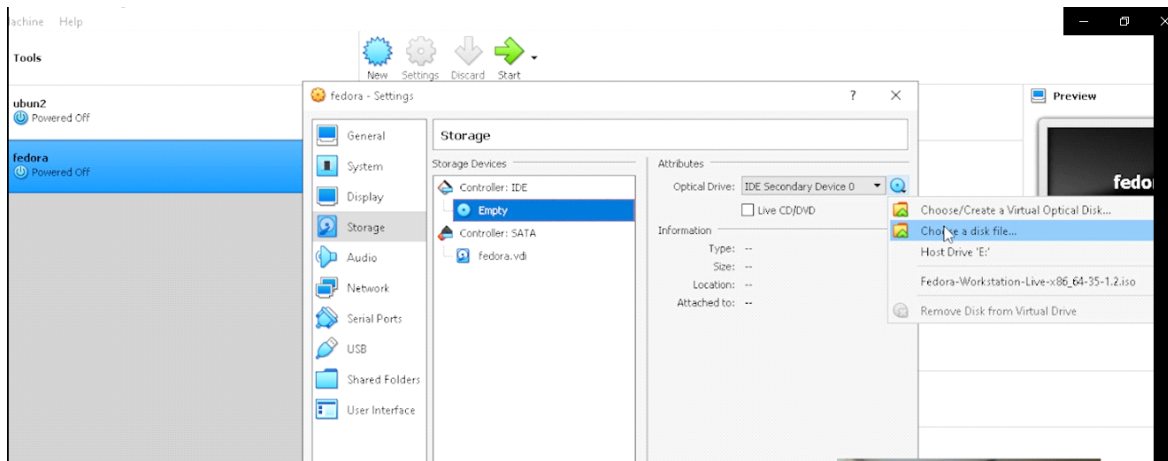 achine Help
Tools
New Settings Discard Start
ubun2
Powered Off
fedora
Powered Off
fedora - Settings
?
General
System
Display
Storage
Audio
Network
Serial Ports
USB
Shared Folders
User Interface
Storage
Storage Devices
Controller: IDE
Empty
Controller: SATA
fedora.vdi
Attributes
Optical Drive: IDE Secondary Device 0
Live CD/DVD
Information
Type: --
Size: --
Location: --
Attached to: --
Choose/Create a Virtual Optical Disk...
Choose a disk file...
Host Drive 'E:'
Fedora-Workstation-Live-x86_64-35-1.2.iso
Remove Disk from Virtual Drive
Preview
fedo